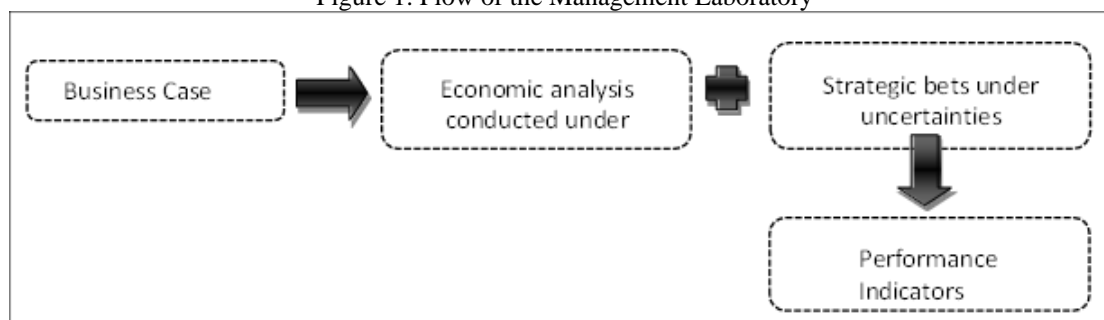 Figure 1: Flow of the Management Laboratory
Business Case
Economic analysis
conducted under
Strategic bets under
uncertainties
Performance
Indicators